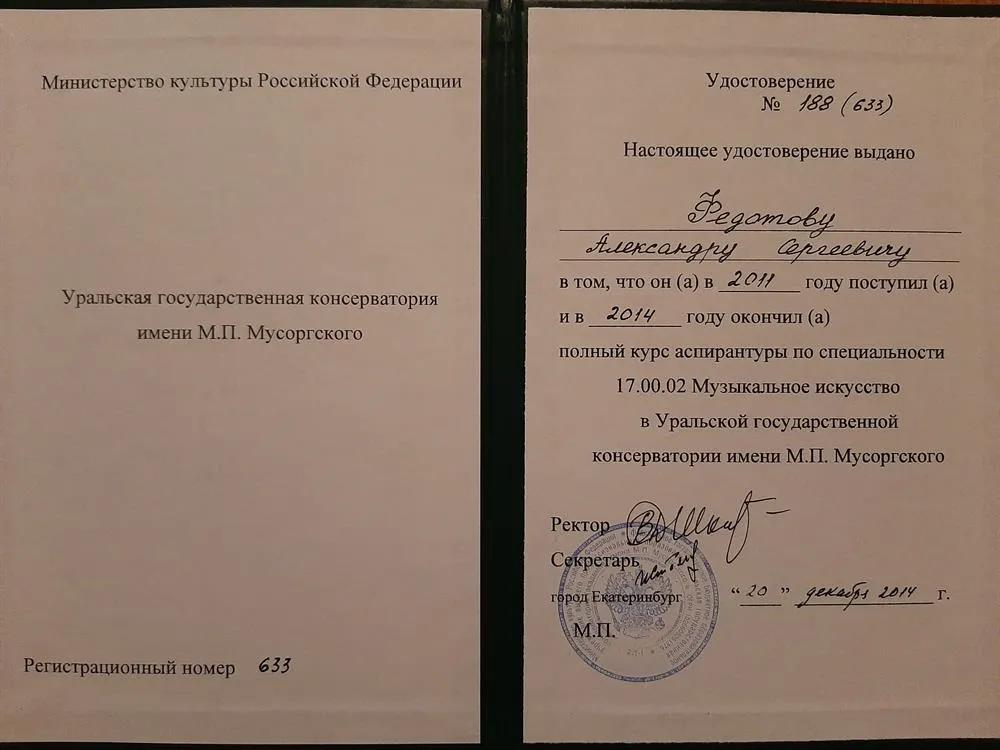 Министерство культуры Российской Федерации
Уральская государственная консерватория
имени М.П. Мусоргского
Регистрационный номер 633
Удостоверение
№ 188 (633)
Настоящее удостоверение выдано
Федотову
Александру Сергеевичу
в том, что он (а) в 2011 году поступил (а)
и в 2014 году окончил (а)
полный курс аспирантуры по специальности
17.00.02 Музыкальное искусство
в Уральской государственной
консерватории имени М.П. Мусоргского
Ректор
Секретарь
город Екатеринбург “ 20 ” декабря 2014 г.
М.П.